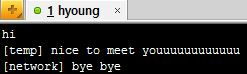 1 hyoung
hi
[temp] nice to meet youuuuuuuuuuuu
[network] bye bye